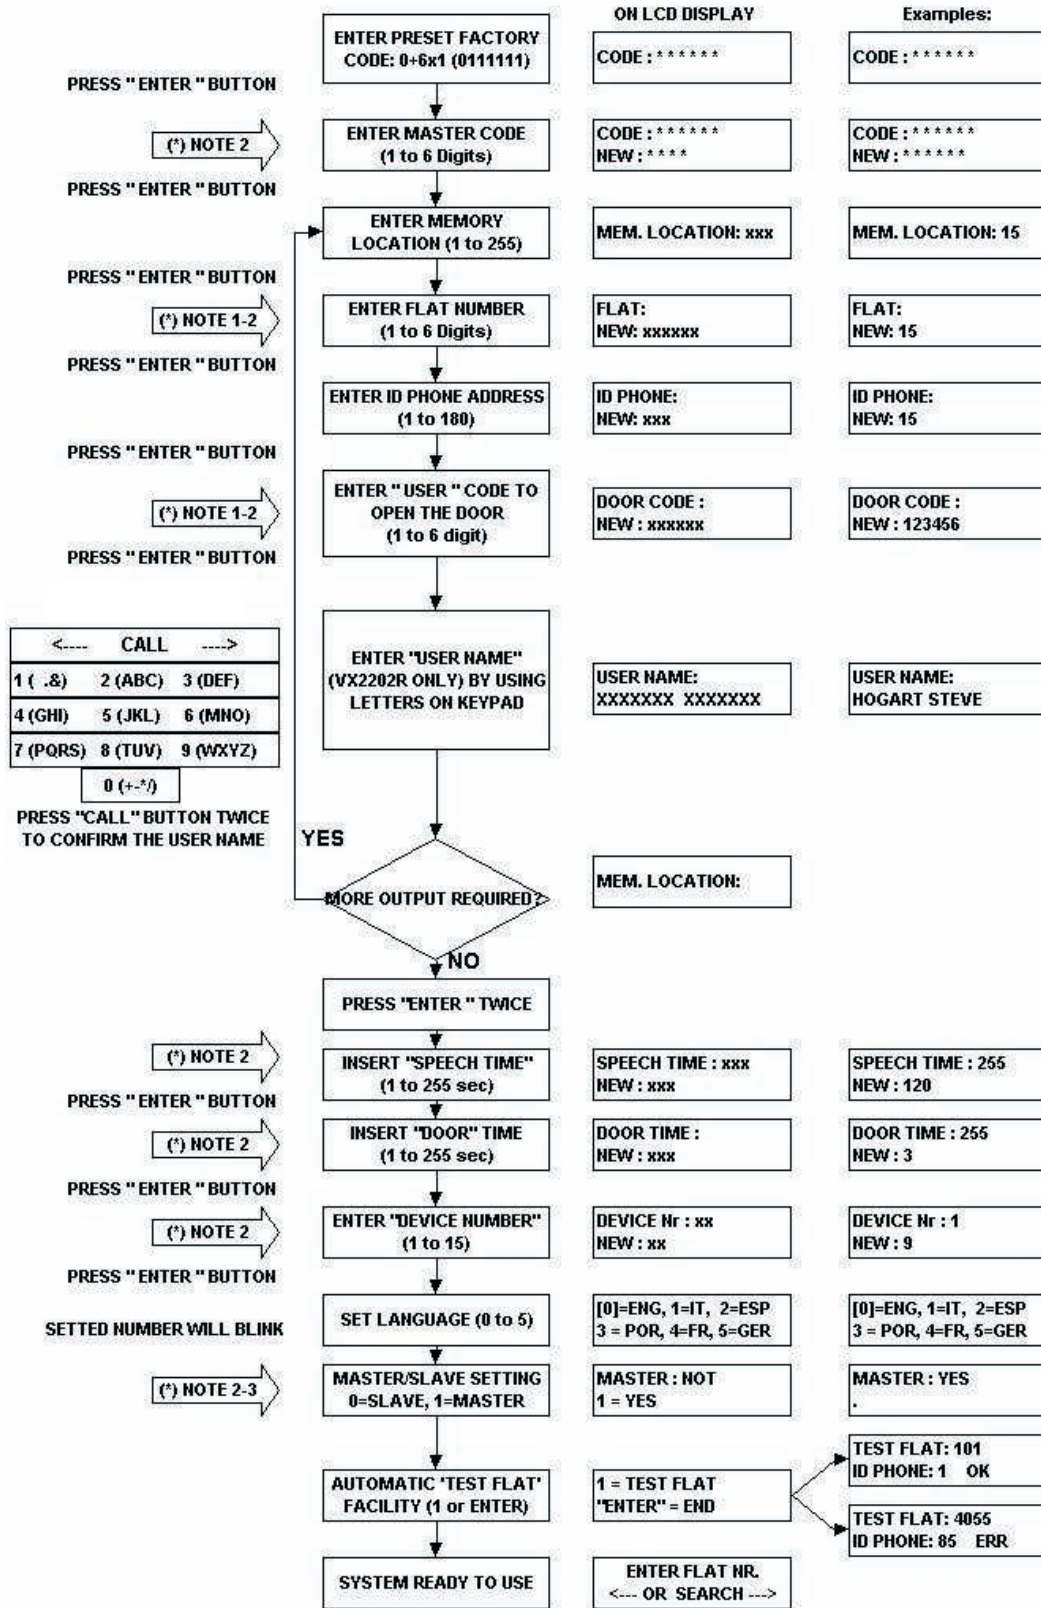 ON LCD DISPLAY
Examples:
ENTER PRESET FACTORY
CODE: 0+6x1 (0111111)
CODE : * * * * * *
CODE : * * * * * *
PRESS " ENTER " BUTTON
(*) NOTE 2
ENTER MASTER CODE
(1 to 6 Digits)
CODE : * * * * * *
NEW : * * * *
CODE : * * * * * *
NEW : * * * * * *
PRESS " ENTER " BUTTON
ENTER MEMORY
LOCATION (1 to 255)
MEM. LOCATION: xxx
MEM. LOCATION: 15
PRESS " ENTER " BUTTON
(*) NOTE 1-2
ENTER FLAT NUMBER
(1 to 6 Digits)
FLAT:
NEW: xxxxxx
FLAT:
NEW: 15
PRESS " ENTER " BUTTON
ENTER ID PHONE ADDRESS
(1 to 180)
ID PHONE:
NEW: xxx
ID PHONE:
NEW: 15
PRESS " ENTER " BUTTON
(*) NOTE 1-2
ENTER " USER " CODE TO
OPEN THE DOOR
(1 to 6 digit)
DOOR CODE :
NEW : xxxxxx
DOOR CODE :
NEW : 123456
PRESS " ENTER " BUTTON
<---- CALL ---->
1 ( .&) 2 (ABC) 3 (DEF)
4 (GHI) 5 (JKL) 6 (MNO)
7 (PQRS) 8 (TUV) 9 (WXYZ)
0 (+-*/)
PRESS "CALL" BUTTON TWICE
TO CONFIRM THE USER NAME
ENTER "USER NAME"
(VX2202R ONLY) BY USING
LETTERS ON KEYPAD
USER NAME:
XXXXXXX XXXXXXX
USER NAME:
HOGART STEVE
YES
MORE OUTPUT REQUIRED?
MEM. LOCATION:
NO
PRESS "ENTER " TWICE
(*) NOTE 2
INSERT "SPEECH TIME"
(1 to 255 sec)
SPEECH TIME : xxx
NEW : xxx
SPEECH TIME : 255
NEW : 120
PRESS " ENTER " BUTTON
(*) NOTE 2
INSERT "DOOR" TIME
(1 to 255 sec)
DOOR TIME :
NEW : xxx
DOOR TIME : 255
NEW : 3
PRESS " ENTER " BUTTON
(*) NOTE 2
ENTER "DEVICE NUMBER"
(1 to 15)
DEVICE Nr : xx
NEW : xx
DEVICE Nr : 1
NEW : 9
PRESS " ENTER " BUTTON
SETTED NUMBER WILL BLINK
SET LANGUAGE (0 to 5)
[0]=ENG, 1=IT, 2=ESP
3 = POR, 4=FR, 5=GER
[0]=ENG, 1=IT, 2=ESP
3 = POR, 4=FR, 5=GER
(*) NOTE 2-3
MASTER/SLAVE SETTING
0=SLAVE, 1=MASTER
MASTER : NOT
1 = YES
MASTER : YES
.
AUTOMATIC 'TEST FLAT'
FACILITY (1 or ENTER)
1 = TEST FLAT
"ENTER" = END
TEST FLAT: 101
ID PHONE: 1 OK
TEST FLAT: 4055
ID PHONE: 85 ERR
SYSTEM READY TO USE
ENTER FLAT NR.
<--- OR SEARCH --->